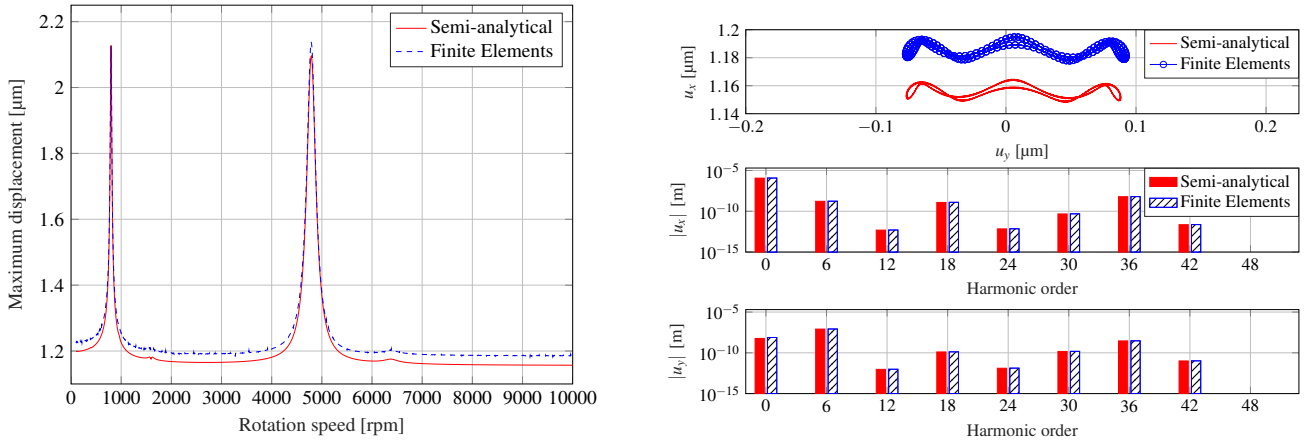 2.2
2
1.8
1.6
1.4
1.2
Maximum displacement [µm]
0 1000 2000 3000 4000 5000 6000 7000 8000 9000 10000
Rotation speed [rpm]
Semi-analytical
Finite Elements
1.2
1.18
1.16
1.14
u_x [µm]
−0.2 −0.1 0 0.1 0.2
u_y [µm]
Semi-analytical
Finite Elements
10^−5
10^−10
10^−15
|u_x| [m]
0 6 12 18 24 30 36 42 48
Harmonic order
Semi-analytical
Finite Elements
10^−5
10^−10
10^−15
|u_y| [m]
0 6 12 18 24 30 36 42 48
Harmonic order